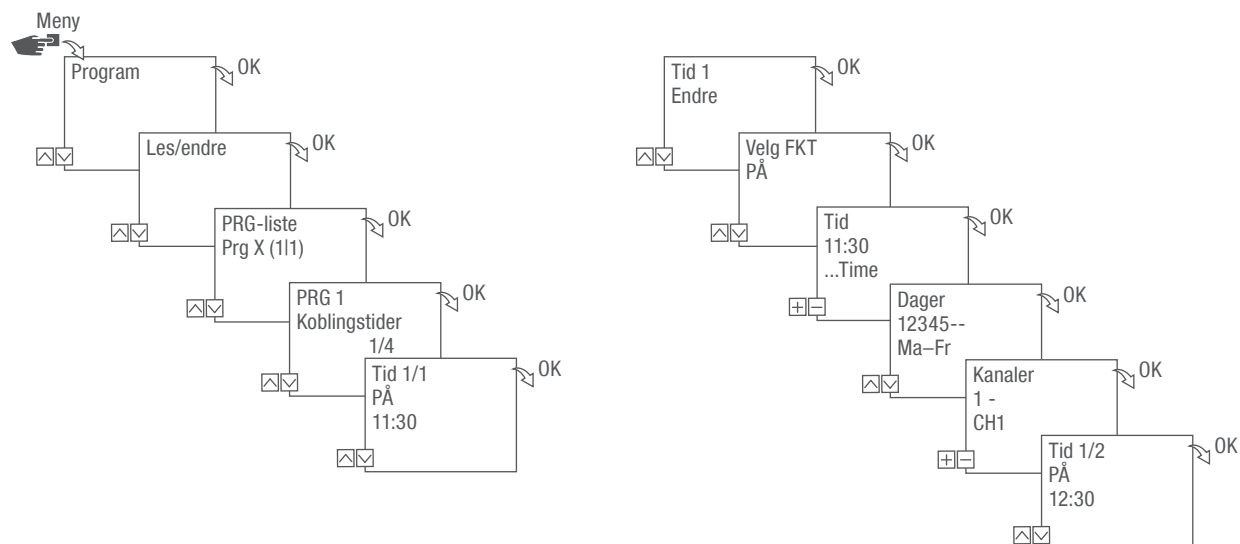 Meny
Program
OK
Les/endre
OK
PRG-liste
Prg X (1|1)
OK
PRG 1
Koblingstider
1/4
OK
Tid 1/1
PÅ
11:30
OK
Tid 1
Endre
OK
Velg FKT
PÅ
OK
Tid
11:30
...Time
OK
Dager
12345--
Ma–Fr
OK
Kanaler
1 -
CH1
OK
Tid 1/2
PÅ
12:30
OK